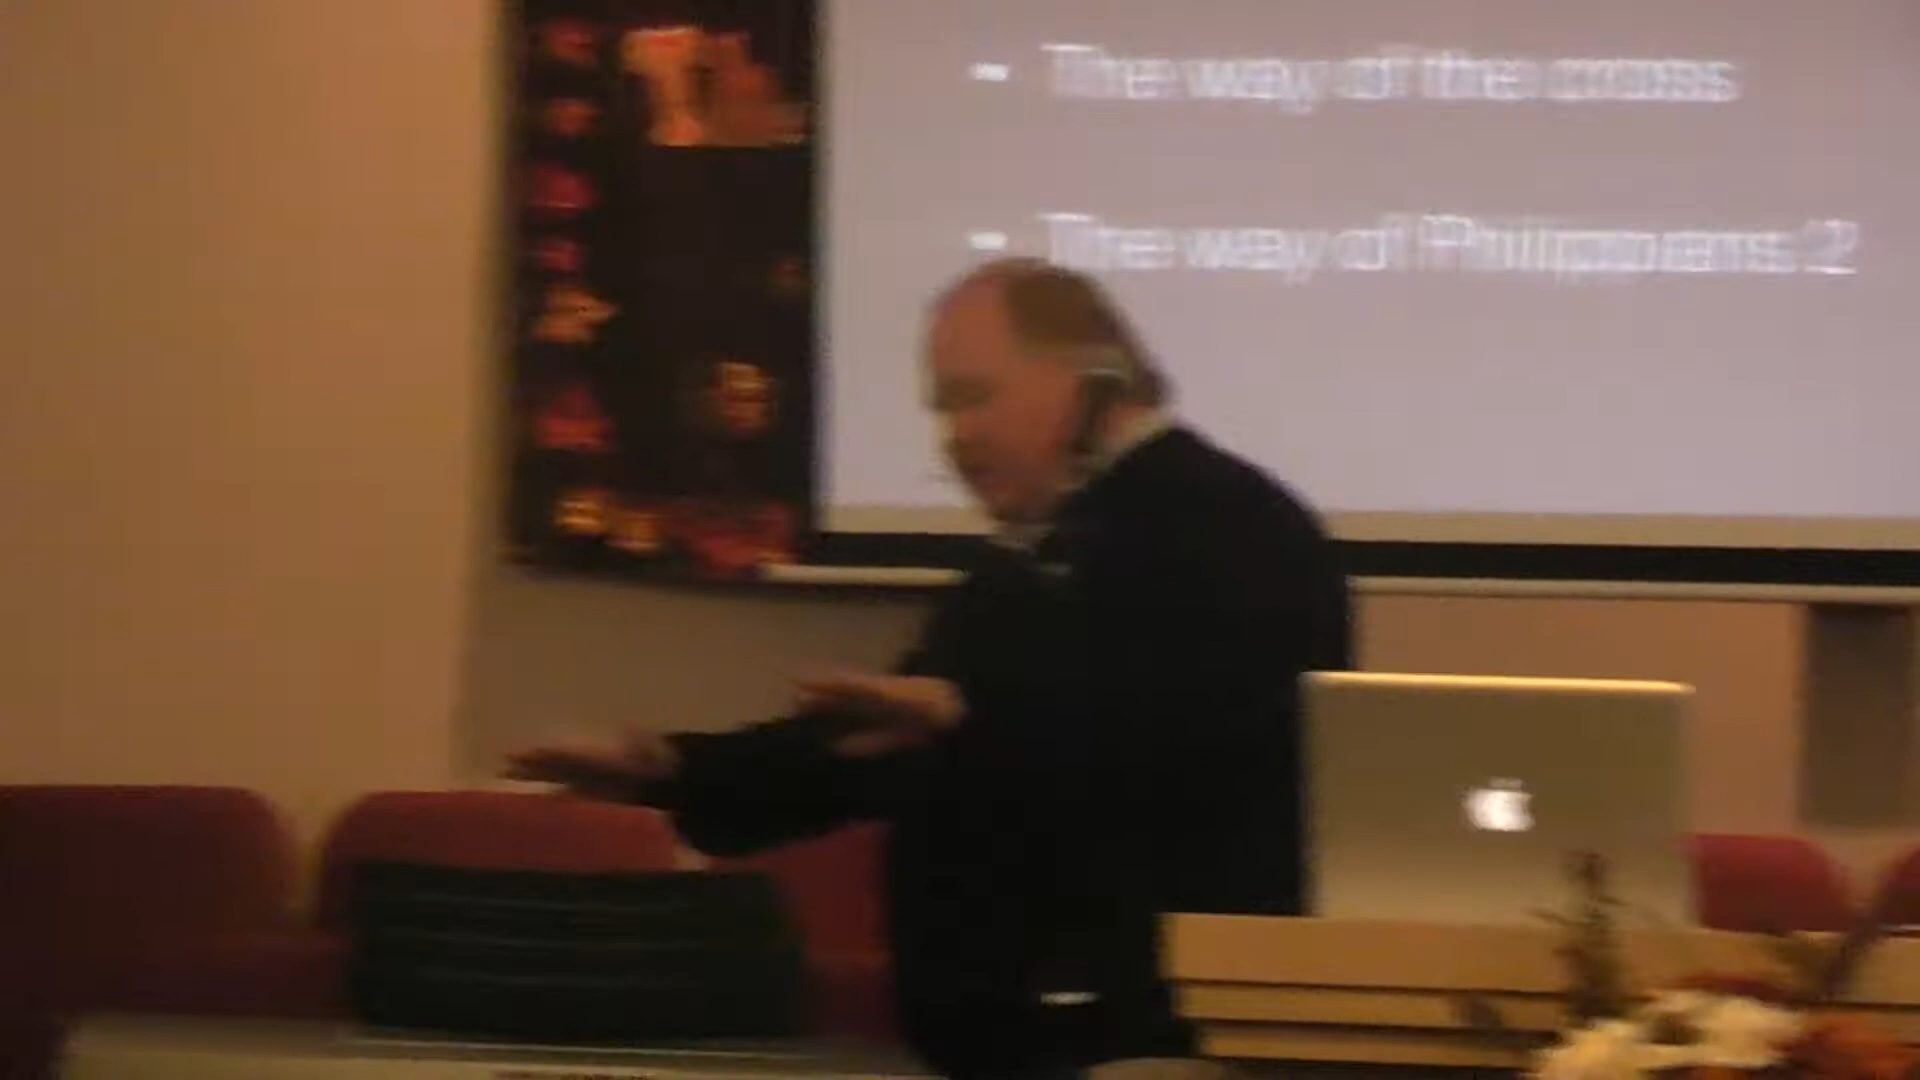 - The way of the cross
- The way of Philippians 2